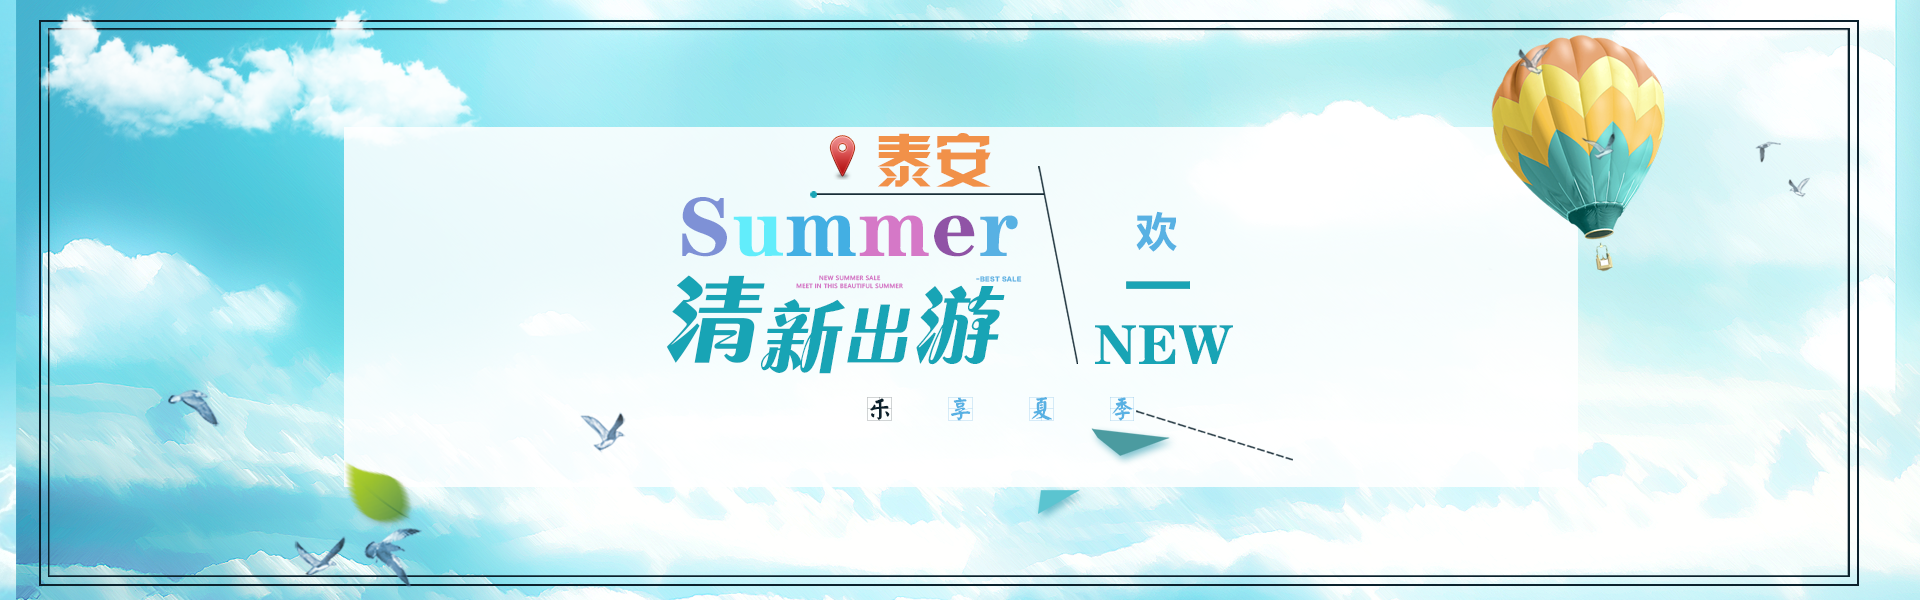 泰安
Summer
NEW SUMMER SALE
MEET IN THIS BEAUTIFUL SUMMER
~BEST SALE
清新出游
欢
NEW
乐 享 夏 季